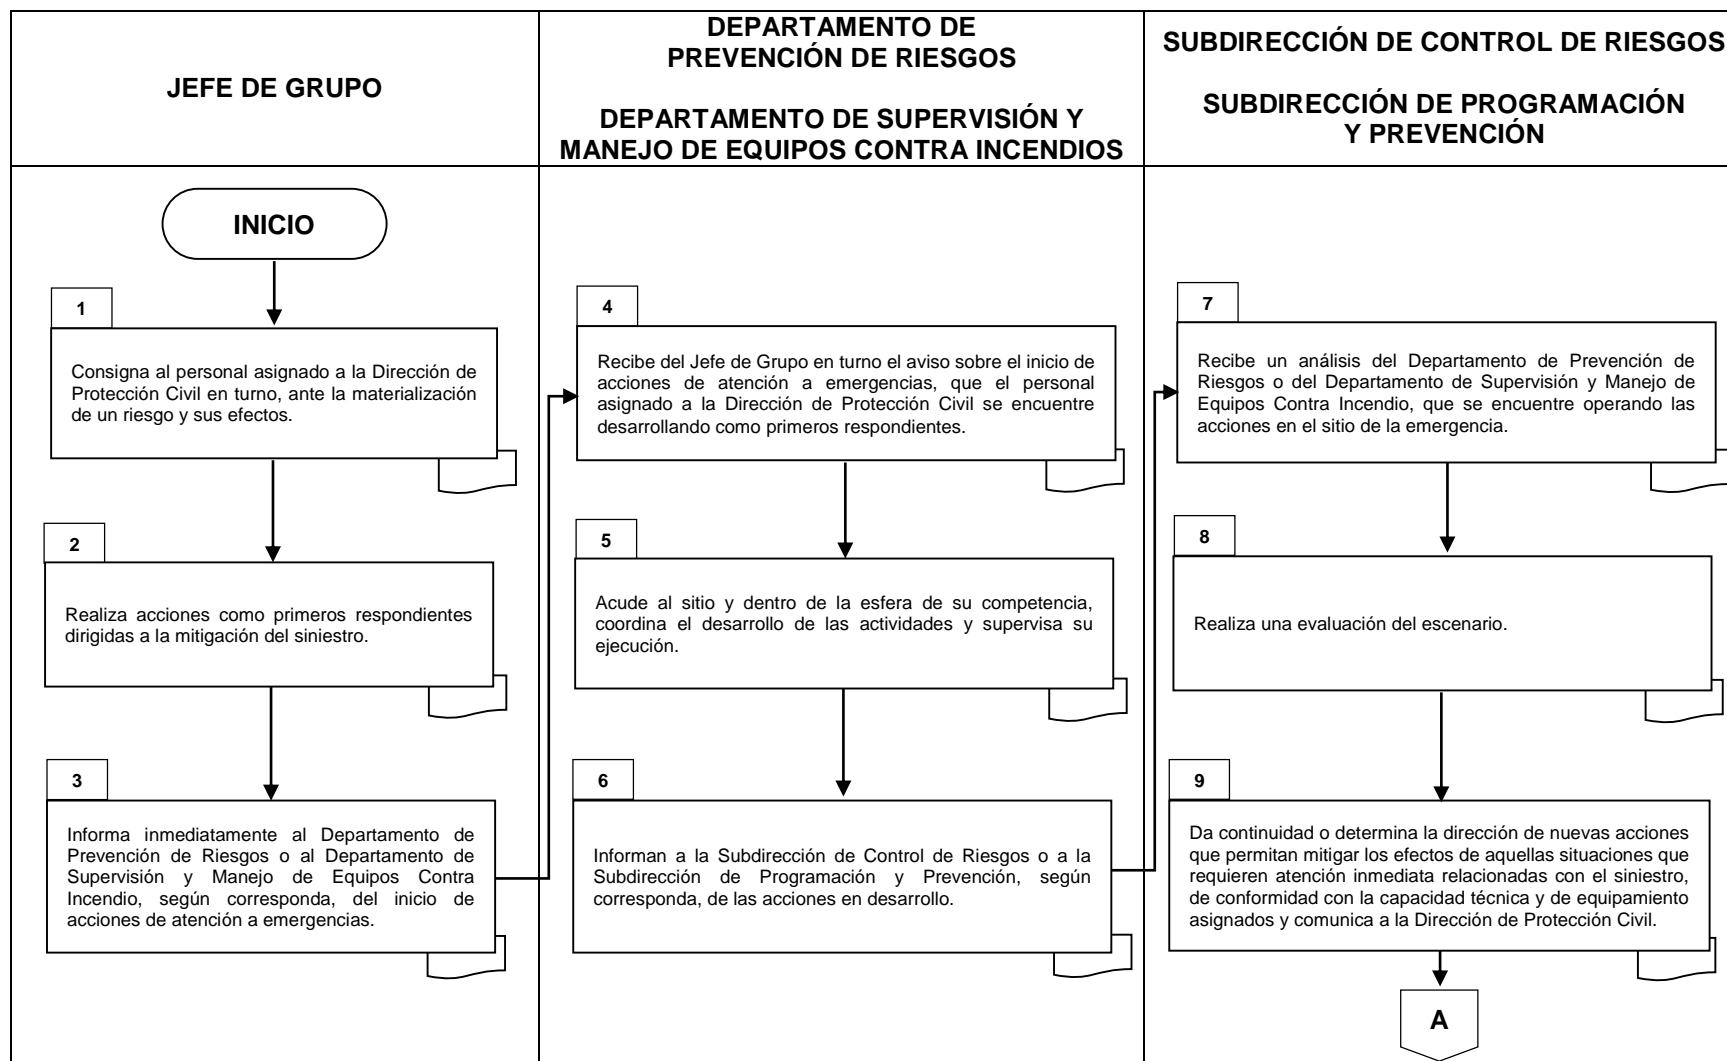 JEFE DE GRUPO
DEPARTAMENTO DE
PREVENCIÓN DE RIESGOS
DEPARTAMENTO DE SUPERVISIÓN Y
MANEJO DE EQUIPOS CONTRA INCENDIOS
SUBDIRECCIÓN DE CONTROL DE RIESGOS
SUBDIRECCIÓN DE PROGRAMACIÓN
Y PREVENCIÓN
INICIO
1
Consigna al personal asignado a la Dirección de
Protección Civil en turno, ante la materialización
de un riesgo y sus efectos.
2
Realiza acciones como primeros respondientes
dirigidas a la mitigación del siniestro.
3
Informa inmediatamente al Departamento de
Prevención de Riesgos o al Departamento de
Supervisión y Manejo de Equipos Contra
Incendio, según corresponda, del inicio de
acciones de atención a emergencias.
4
Recibe del Jefe de Grupo en turno el aviso sobre el inicio de
acciones de atención a emergencias, que el personal
asignado a la Dirección de Protección Civil se encuentre
desarrollando como primeros respondientes.
5
Acude al sitio y dentro de la esfera de su competencia,
coordina el desarrollo de las actividades y supervisa su
ejecución.
6
Informan a la Subdirección de Control de Riesgos o a la
Subdirección de Programación y Prevención, según
corresponda, de las acciones en desarrollo.
7
Recibe un análisis del Departamento de Prevención de
Riesgos o del Departamento de Supervisión y Manejo de
Equipos Contra Incendio, que se encuentre operando las
acciones en el sitio de la emergencia.
8
Realiza una evaluación del escenario.
9
Da continuidad o determina la dirección de nuevas acciones
que permitan mitigar los efectos de aquellas situaciones que
requieren atención inmediata relacionadas con el siniestro,
de conformidad con la capacidad técnica y de equipamiento
asignados y comunica a la Dirección de Protección Civil.
A